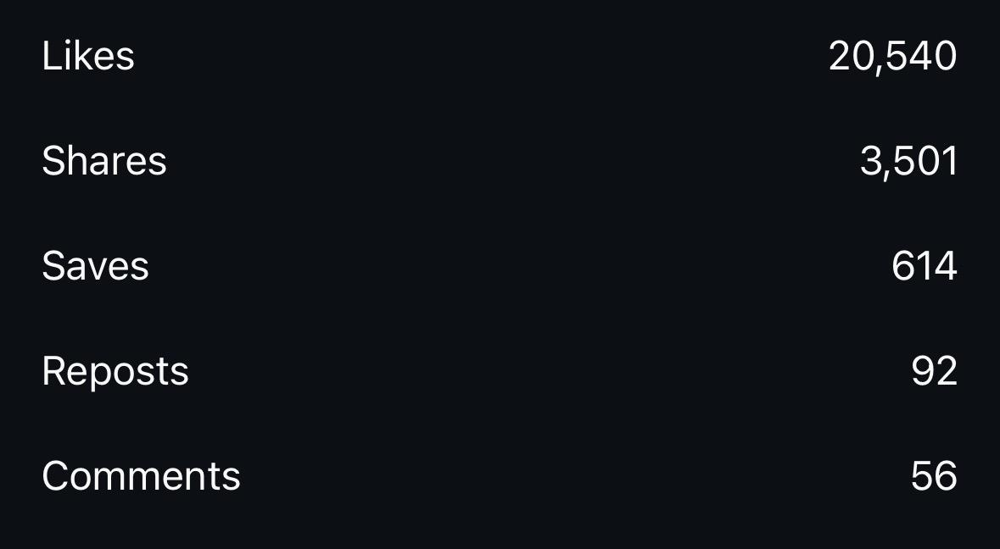 Likes 20,540
Shares 3,501
Saves 614
Reposts 92
Comments 56